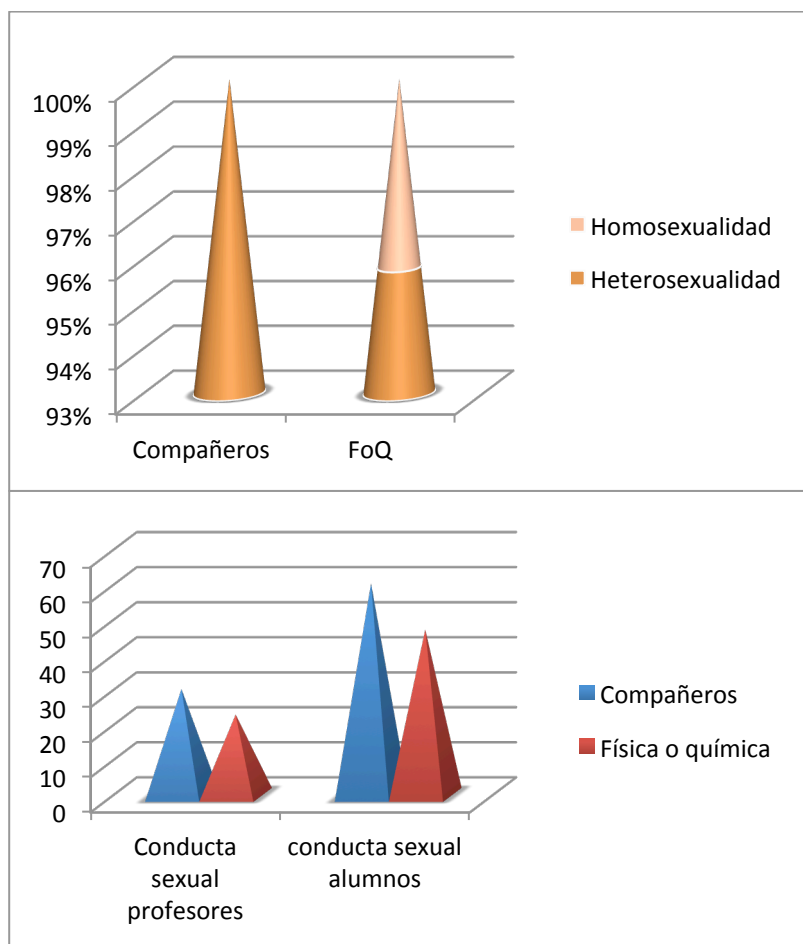 100%
99%
98%
97%
96%
95%
94%
93%
Compañeros
FoQ
Homosexualidad
Heterosexualidad
70
60
50
40
30
20
10
0
Conducta
sexual
profesores
conducta sexual
alumnos
Compañeros
Física o química